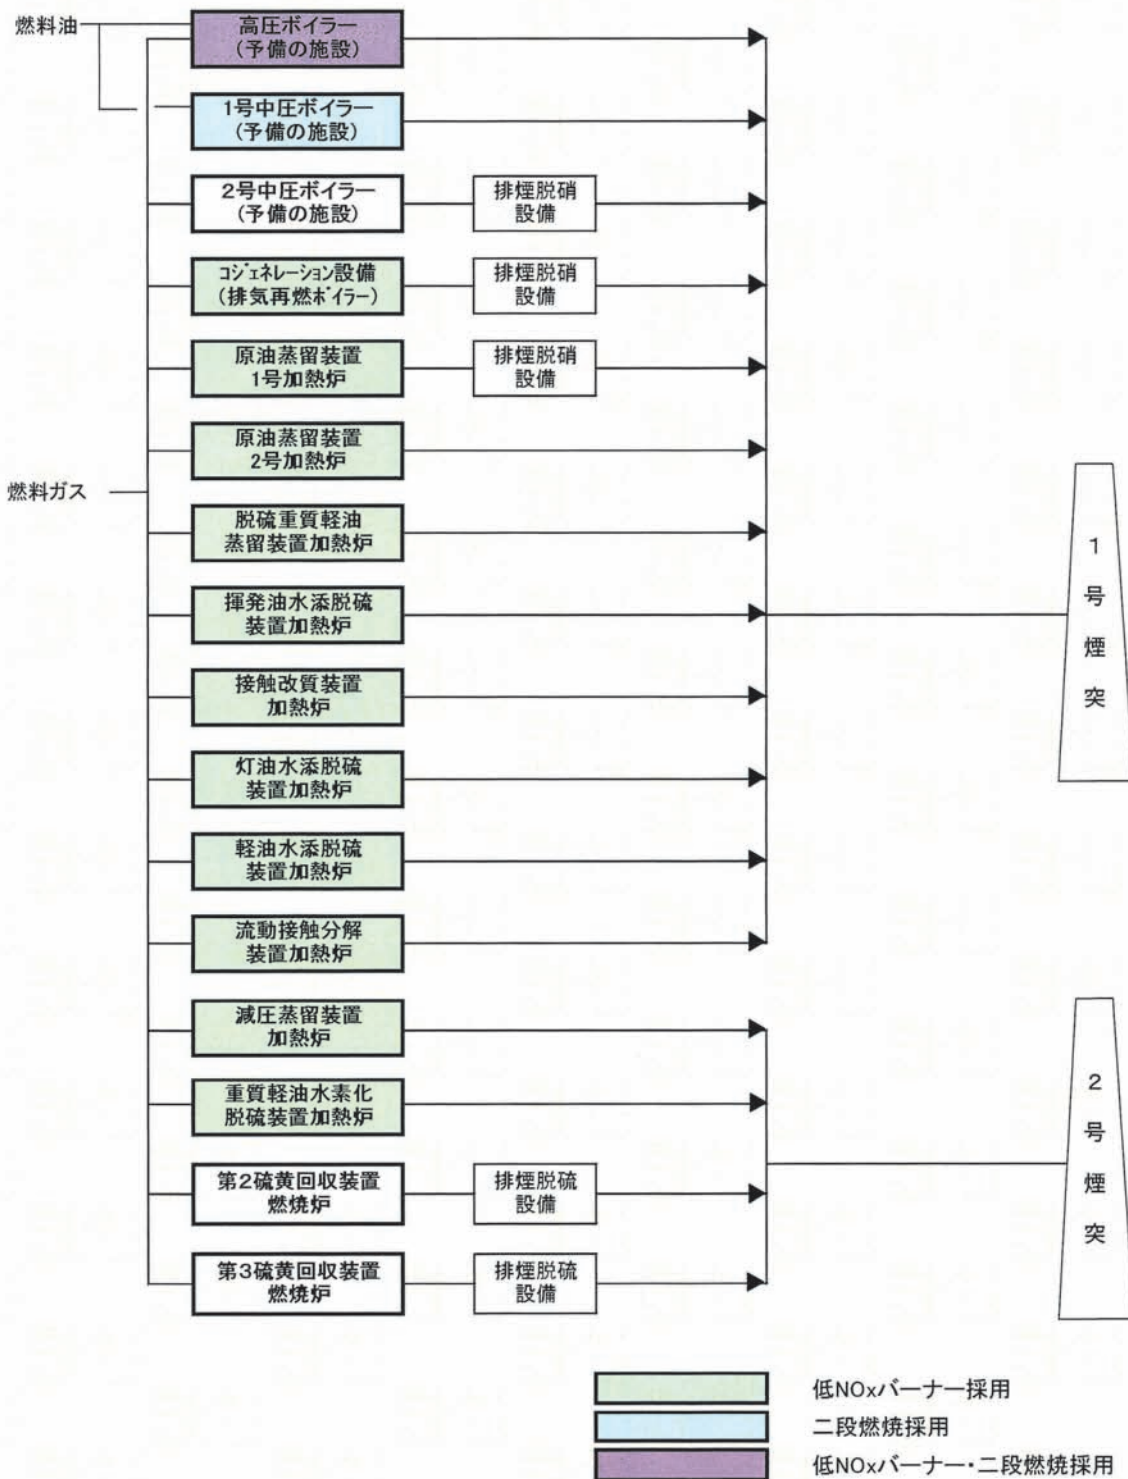 燃料油
高圧ボイラー
(予備の施設)
1号中圧ボイラー
(予備の施設)
2号中圧ボイラー
(予備の施設)
排煙脱硝
設備
コジェネレーション設備
(排気再燃ボイラー)
排煙脱硝
設備
原油蒸留装置
1号加熱炉
排煙脱硝
設備
原油蒸留装置
2号加熱炉
燃料ガス
脱硫重質軽油
蒸留装置加熱炉
揮発油水添脱硫
装置加熱炉
接触改質装置
加熱炉
灯油水添脱硫
装置加熱炉
軽油水添脱硫
装置加熱炉
流動接触分解
装置加熱炉
1号煙突
減圧蒸留装置
加熱炉
重質軽油水素化
脱硫装置加熱炉
第2硫黄回収装置
燃焼炉
排煙脱硫
設備
第3硫黄回収装置
燃焼炉
排煙脱硫
設備
2号煙突
低NOxバーナー採用
二段燃焼採用
低NOxバーナー・二段燃焼採用